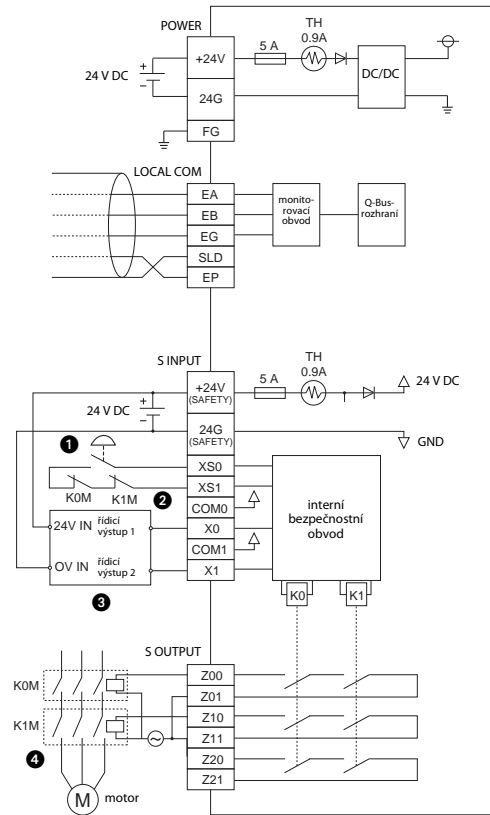 POWER
TH
0.9A
5 A
+24V
24 V DC
+
−
DC/DC
24G
FG
LOCAL COM
EA
EB
EG
SLD
EP
monito-
rovací
obvod
Q-Bus-
rozhraní
S INPUT
TH
0.9A
5 A
+24V
(SAFETY)
24 V DC
24 V DC
+
−
24G
(SAFETY)
GND
1
XS0
XS1
K0M
K1M
2
COM0
X0
COM1
X1
24V IN
řídicí
výstup 1
OV IN
řídicí
výstup 2
3
interní
bezpečnostní
obvod
K0
K1
S OUTPUT
Z00
Z01
Z10
Z11
Z20
Z21
K0M
K1M
4
M
motor